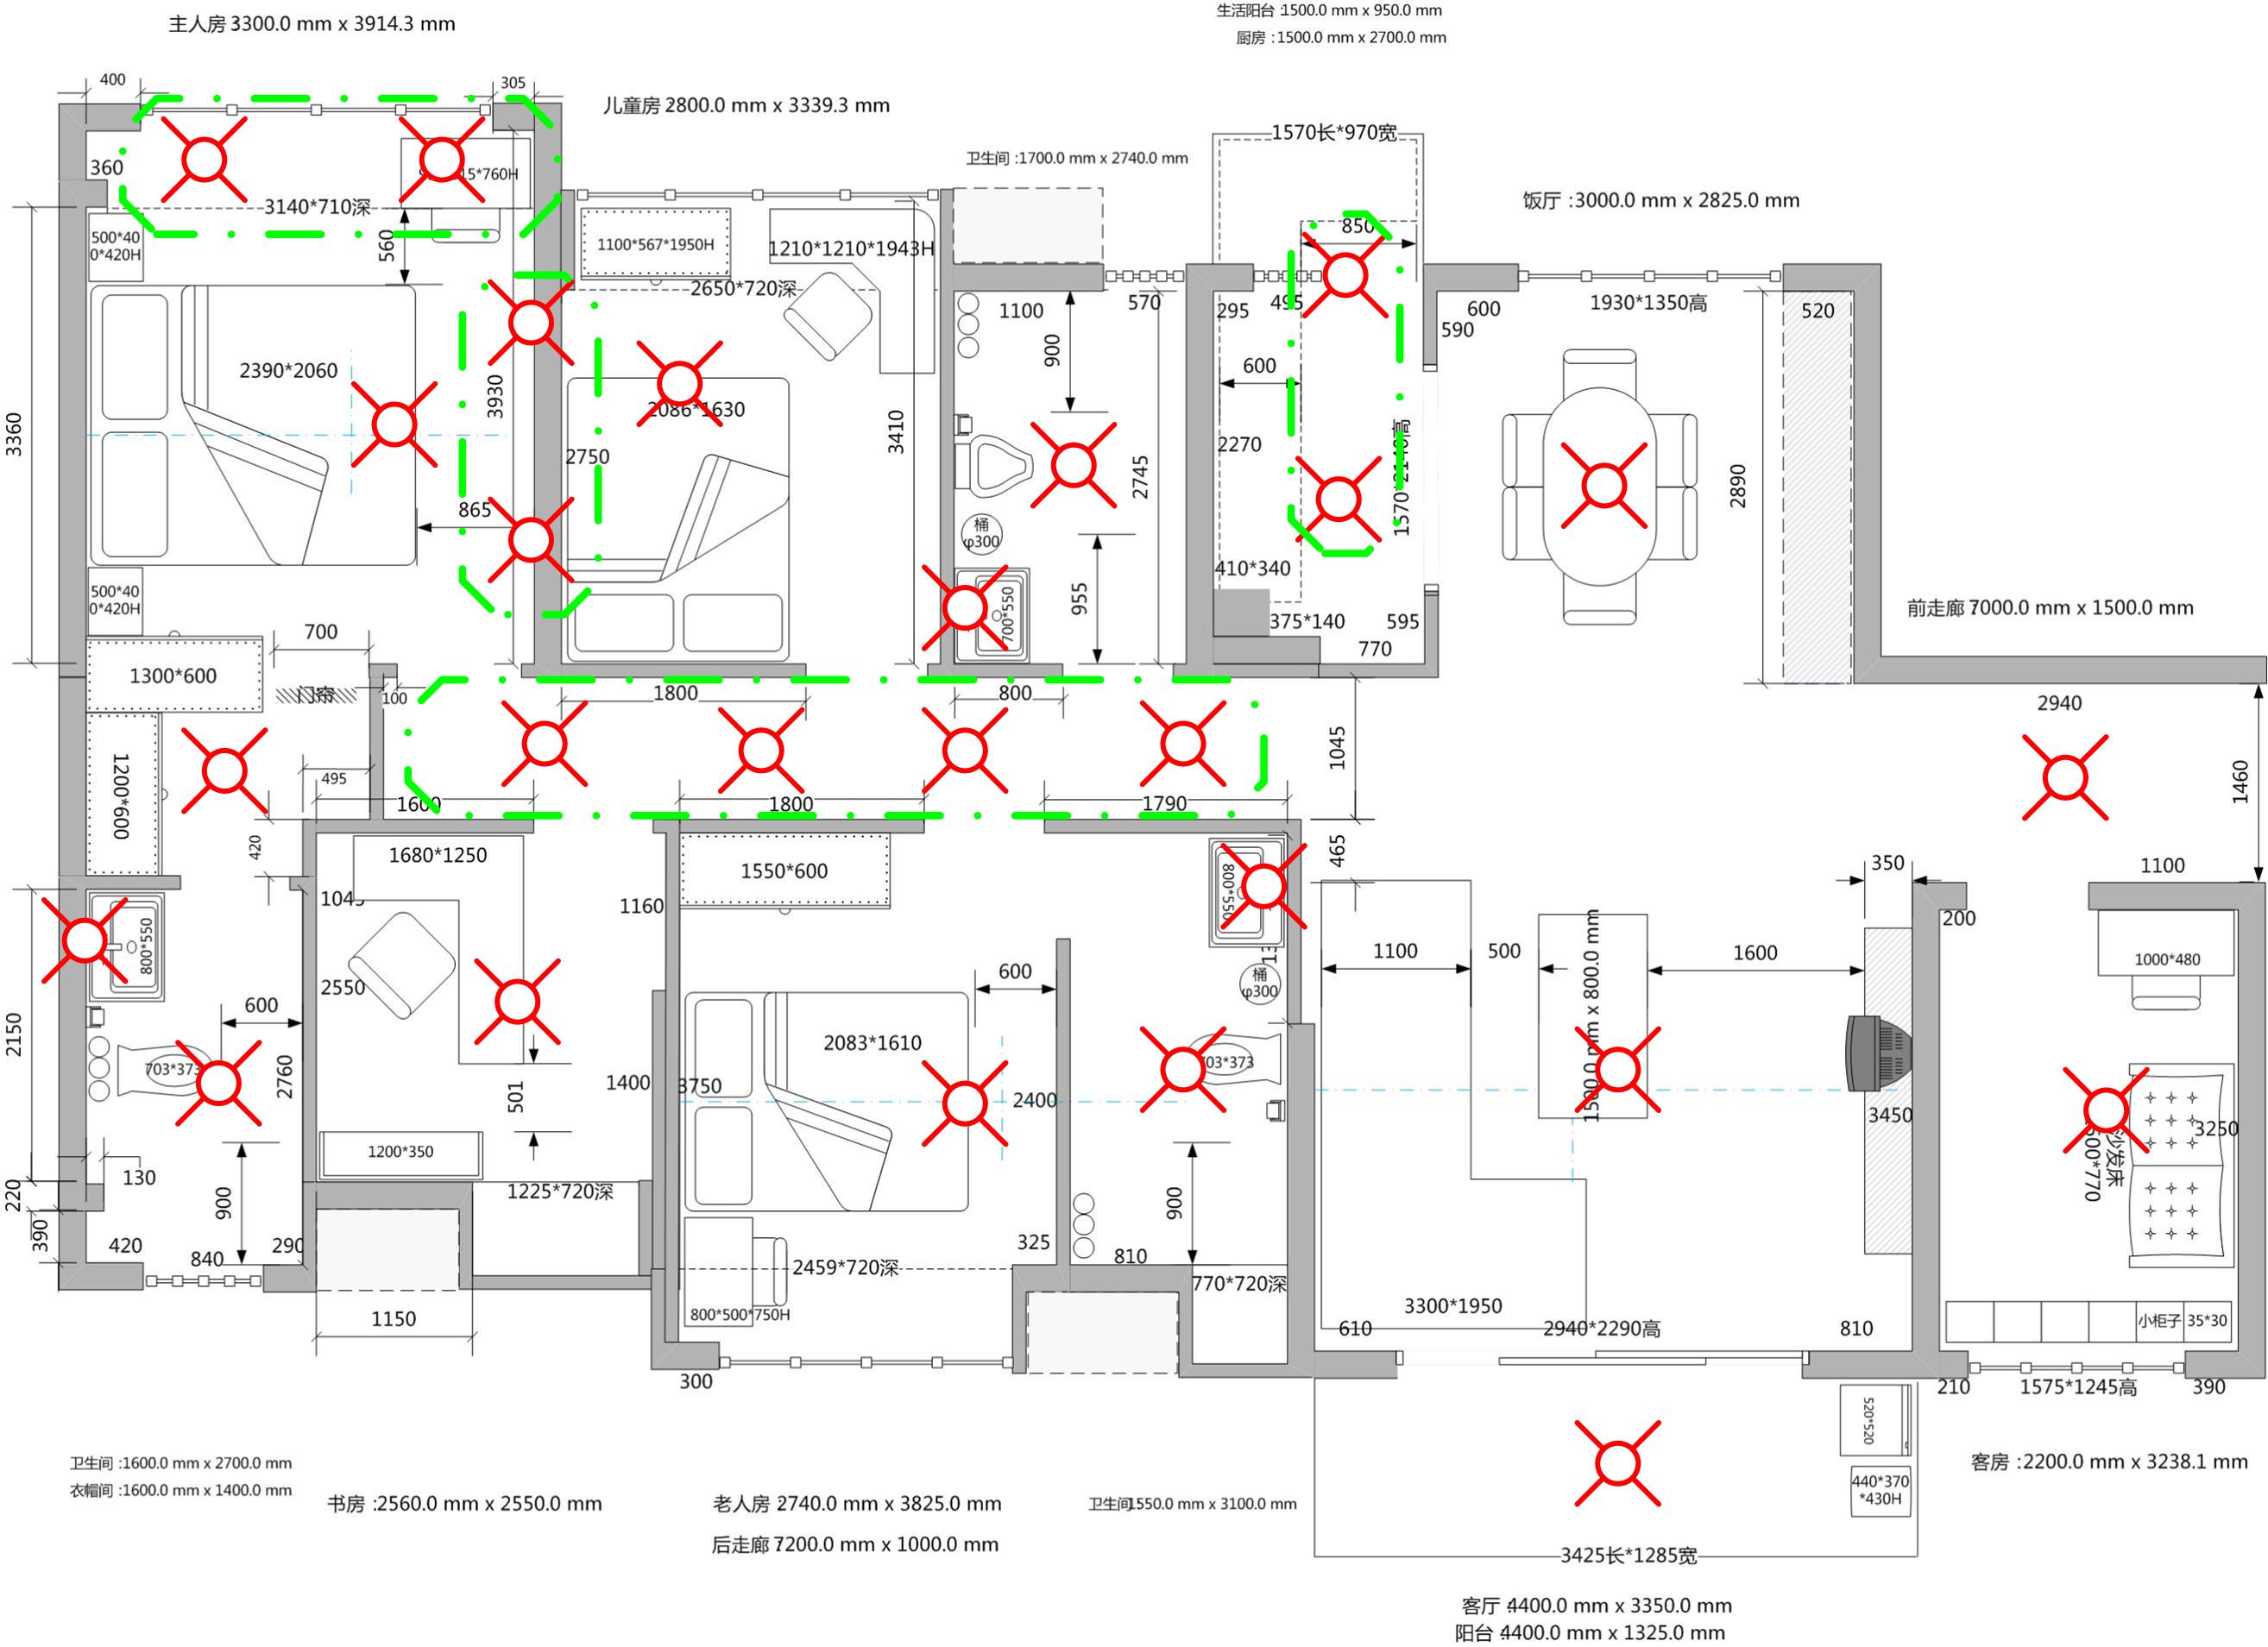 生活阳台 :1500.0 mm x 950.0 mm
主人房 :3300.0 mm x 3914.3 mm
厨房 :1500.0 mm x 2700.0 mm
400
305
儿童房 :2800.0 mm x 3339.3 mm
1570长*970宽
卫生间 :1700.0 mm x 2740.0 mm
360
15*760H
饭厅 :3000.0 mm x 2825.0 mm
3140*710深
850
500*40
0*420H
560
1100*567*1950H
1210*1210*1943H
2650*720深
570
295
495
1930*1350高
1100
600
520
590
900
600
2390*2060
3930
2086*1630
3360
3410
2270
1570*2140高
2750
2745
2890
865
桶
φ300
410*340
500*40
0*420H
700*550
955
前走廊 :7000.0 mm x 1500.0 mm
375*140
595
700
770
1300*600
门帘
100
1800
800
2940
1045
495
1200*600
1460
1600
1800
1790
420
465
1680*1250
1550*600
350
1100
800*550
1045
1160
200
800*550
1100
500
1600
1000*480
600
2550
桶
φ300
600
1500.0 mm x 800.0 mm
2150
2083*1610
703*373
703*373
2760
1400
3750
501
2400
3450
3250
沙发床
1200*350
130
220
900
1225*720深
900
390
420
840
290
325
810
2459*720深
770*720深
800*500*750H
1150
3300*1950
610
2940*2290高
810
小柜子
35*30
300
210
1575*1245高
390
520*520
卫生间 :1600.0 mm x 2700.0 mm
客房 :2200.0 mm x 3238.1 mm
440*370
*430H
衣帽间 :1600.0 mm x 1400.0 mm
书房 :2560.0 mm x 2550.0 mm
老人房 :2740.0 mm x 3825.0 mm
卫生间:1550.0 mm x 3100.0 mm
后走廊 :7200.0 mm x 1000.0 mm
3425长*1285宽
客厅 :4400.0 mm x 3350.0 mm
阳台 :4400.0 mm x 1325.0 mm